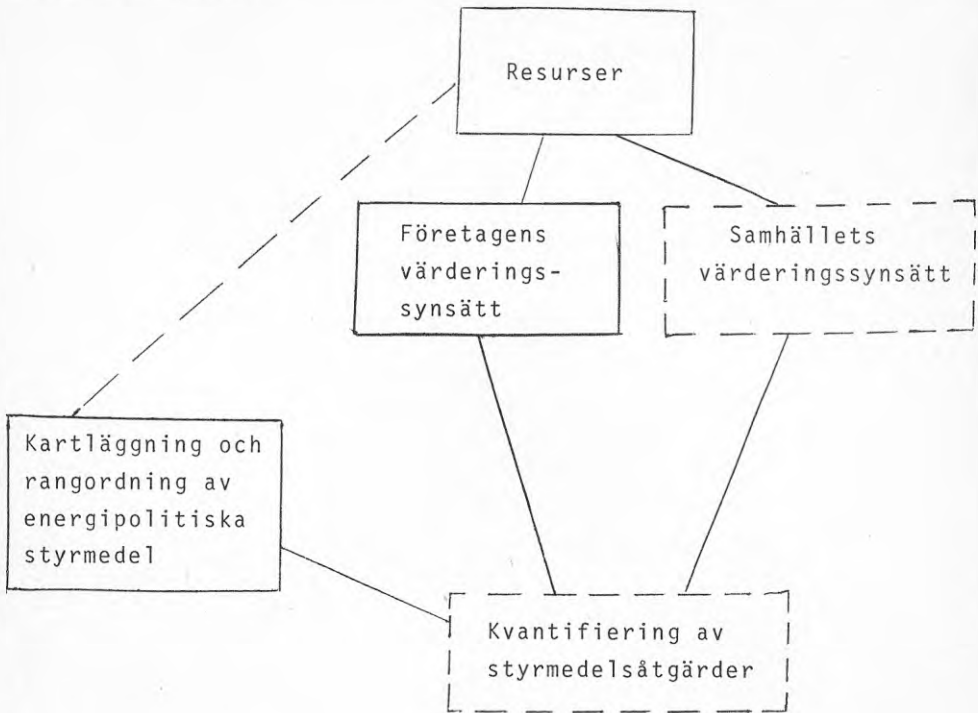 Resurser
Företagens
värderings-
synsätt
Samhällets
värderingssynsätt
Kartläggning och
rangordning av
energipolitiska
styrmedel
Kvantifiering av
styrmedelsåtgärder